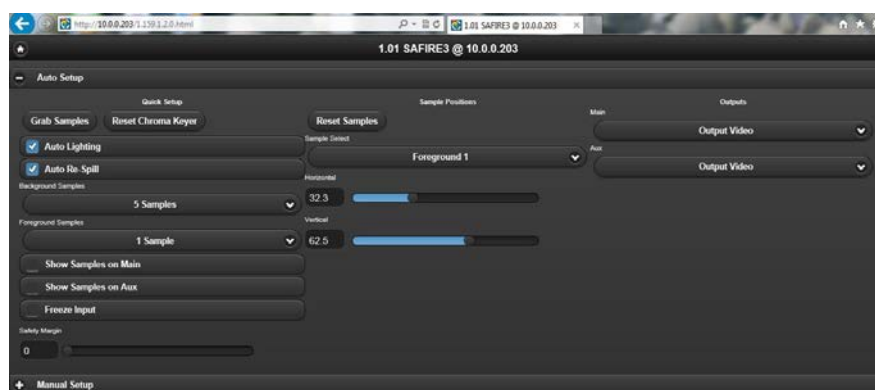 http://10.0.0.203/1.159.1.2.0.html
1.01 SAFIRE3 @ 10.0.0.203
1.01 SAFIRE3 @ 10.0.0.203
Auto Setup
Quick Setup
Grab Samples Reset Chroma Keyer
Auto Lighting
Auto Re-Spill
Background Samples
5 Samples
Foreground Samples
1 Sample
Show Samples on Main
Show Samples on Aux
Freeze Input
Safety Margin
0
Sample Positions
Reset Samples
Sample Select
Foreground 1
Horizontal
32.3
Vertical
62.5
Outputs
Main
Output Video
Aux
Output Video
Manual Setup